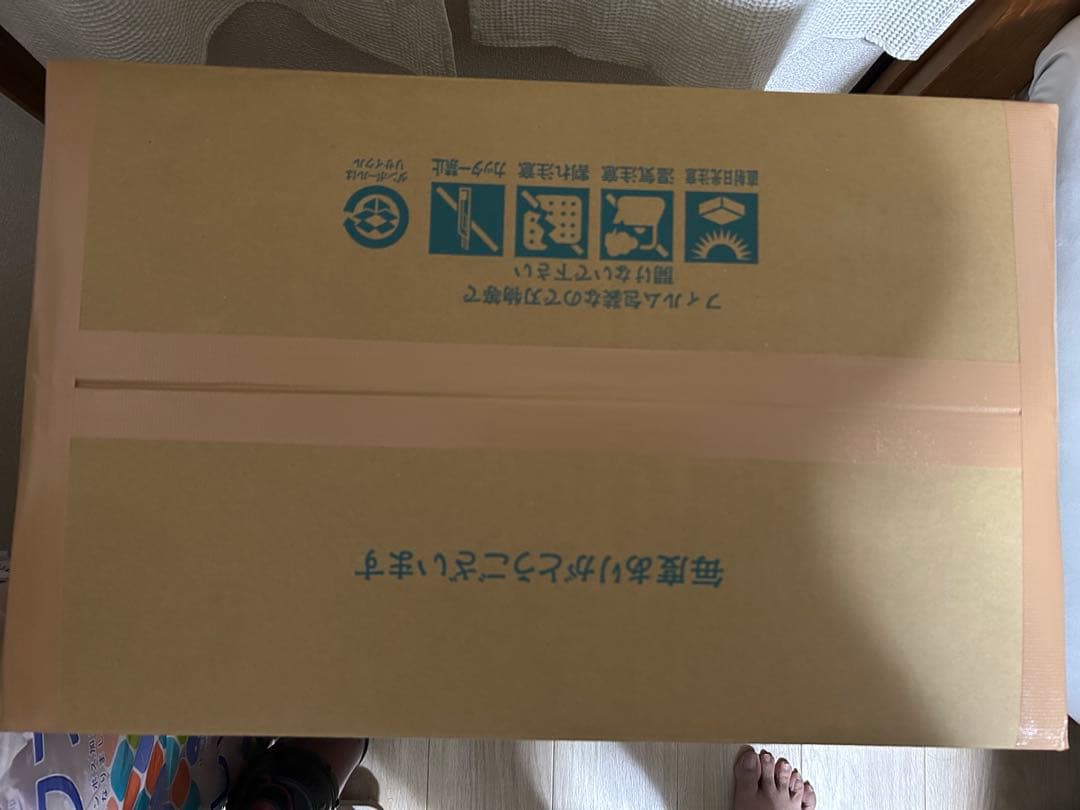 毎度ありがとうございます
フィルム包装なので刃物等で
開けないで下さい
直射日光注意
湿気注意
割れ注意
カッター禁止
ダンボールは
リサイクル